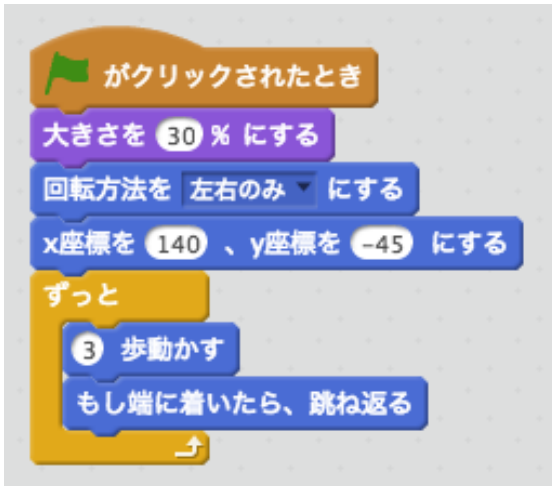 がクリックされたとき
大きさを 30 % にする
回転方法を 左右のみ にする
x座標を 140 、y座標を -45 にする
ずっと
3 歩動かす
もし端に着いたら、跳ね返る